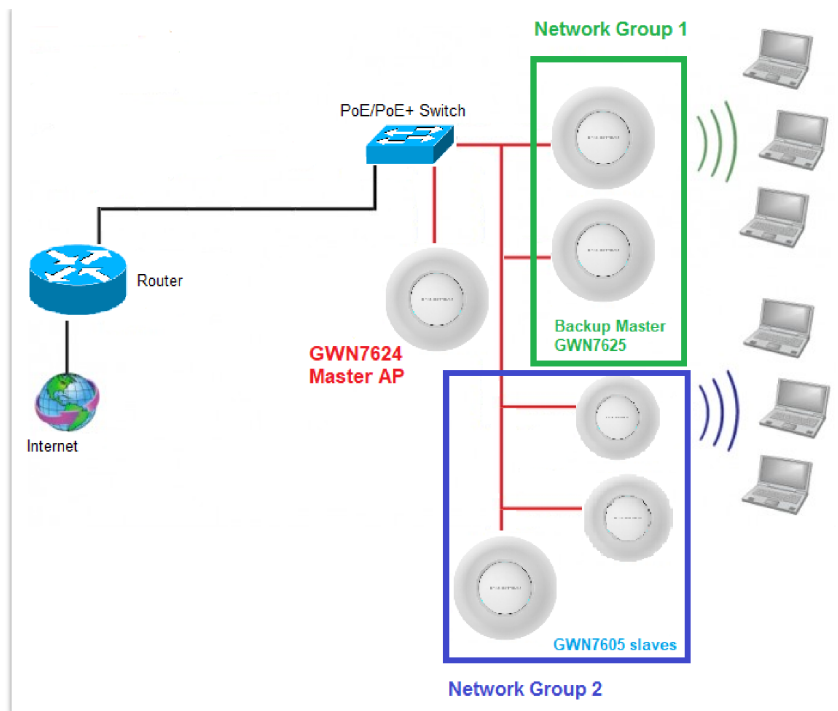 Network Group 1
PoE/PoE+ Switch
Router
GWN7624
Master AP
Backup Master
GWN7625
Internet
GWN7605 slaves
Network Group 2